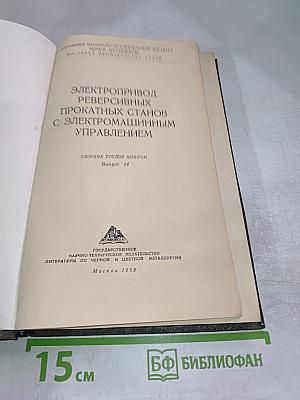 ЭЛЕКТРОПРИВОД
РЕВЕРСИВНЫХ
ПРОКАТНЫХ СТАНОВ
С ЭЛЕКТРОМАШИННЫМ
УПРАВЛЕНИЕМ
СБОРНИК ТРУДОВ ЦНИИЧМ
Выпуск 14
ГОСУДАРСТВЕННОЕ
НАУЧНО-ТЕХНИЧЕСКОЕ ИЗДАТЕЛЬСТВО
ЛИТЕРАТУРЫ ПО ЧЕРНОЙ И ЦВЕТНОЙ МЕТАЛЛУРГИИ
Москва 1958
15 см
БФ БИБЛИОФАН